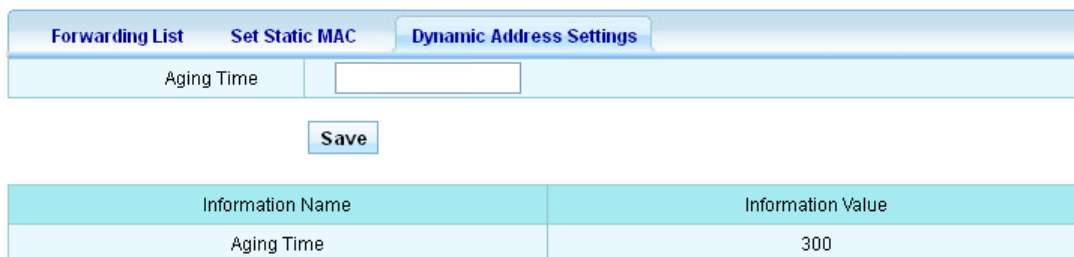 Forwarding List Set Static MAC Dynamic Address Settings
Aging Time
Save
Information Name Information Value
Aging Time 300